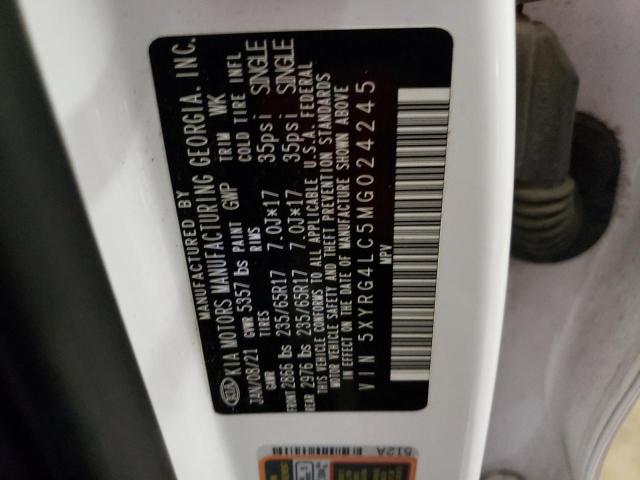 MANUFACTURED BY
KIA KIA MOTORS MANUFACTURING GEORGIA. INC.
JAN/08/21 GVWR 5357 lbs PAINT GWP TRIM WK
GAWR TIRES RIMS COLD TIRE INFL
FRONT 2866 lbs 235/65R17 7.0J*17 35psi SINGLE
REAR 2976 lbs 235/65R17 7.0J*17 35psi SINGLE
THIS VEHICLE CONFORMS TO ALL APPLICABLE U.S.A. FEDERAL
MOTOR VEHICLE SAFETY AND THEFT PREVENTION STANDARDS
IN EFFECT ON THE DATE OF MANUFACTURE SHOWN ABOVE
VIN 5XYRG4LC5MG024245
MPV
512A